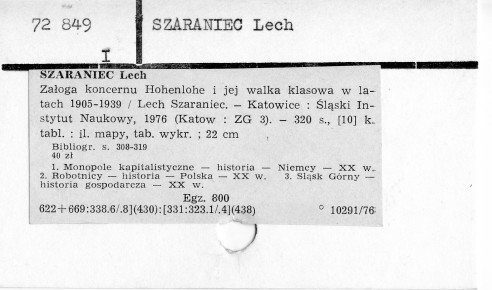 72 849 SZARANIEC Lech
I
SZARANIEC Lech
Załoga koncernu Hohenlohe i jej walka klasowa w la-
tach 1905-1939 / Lech Szaraniec. — Katowice : Śląski In-
stytut Naukowy, 1976 (Katow : ZG 3). — 320 s., [10] k.
tabl. : il. mapy, tab. wykr. ; 22 cm
Bibliogr. s. 308-319
40 zł
1. Monopole kapitalistyczne — historia — Niemcy — XX w.
2. Robotnicy — historia — Polska — XX w. 3. Śląsk Górny —
historia gospodarcza — XX w.
Egz. 800
622+669:338.6/.8](430):[331:323.1/.4](438) ° 10291/76